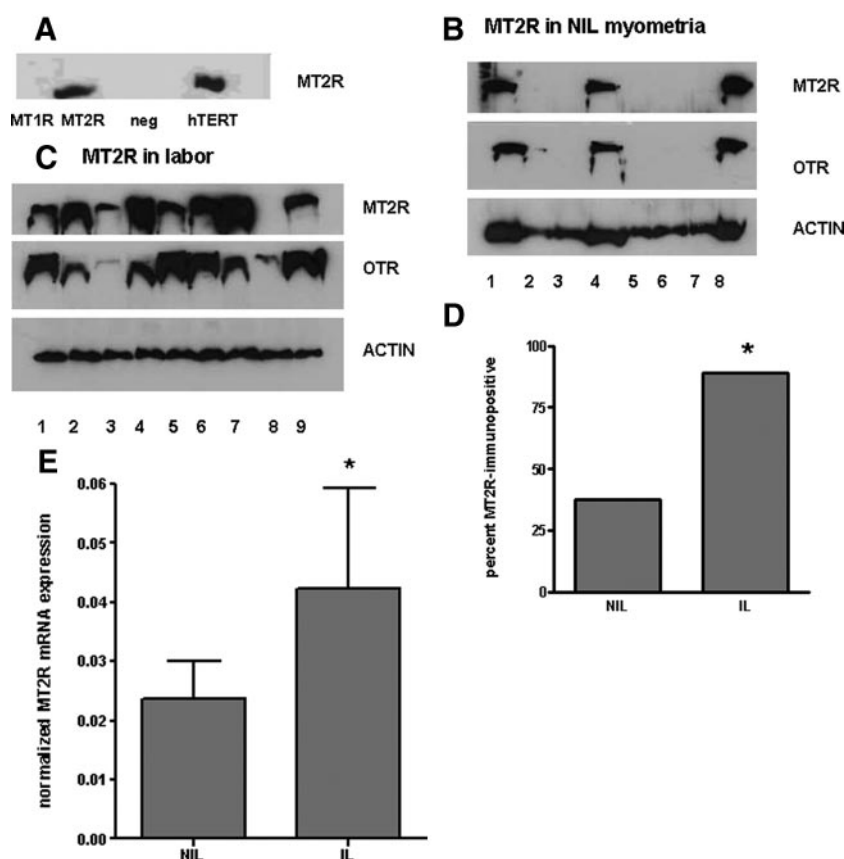 A
MT2R
MT1R MT2R neg hTERT
B MT2R in NIL myometria
MT2R
OTR
ACTIN
1 2 3 4 5 6 7 8
C MT2R in labor
MT2R
OTR
ACTIN
1 2 3 4 5 6 7 8 9
D
*
percent MT2R-immunopositive
100
75
50
25
0
NIL IL
E
*
normalized MT2R mRNA expression
0.06
0.05
0.04
0.03
0.02
0.01
0.00
NIL IL